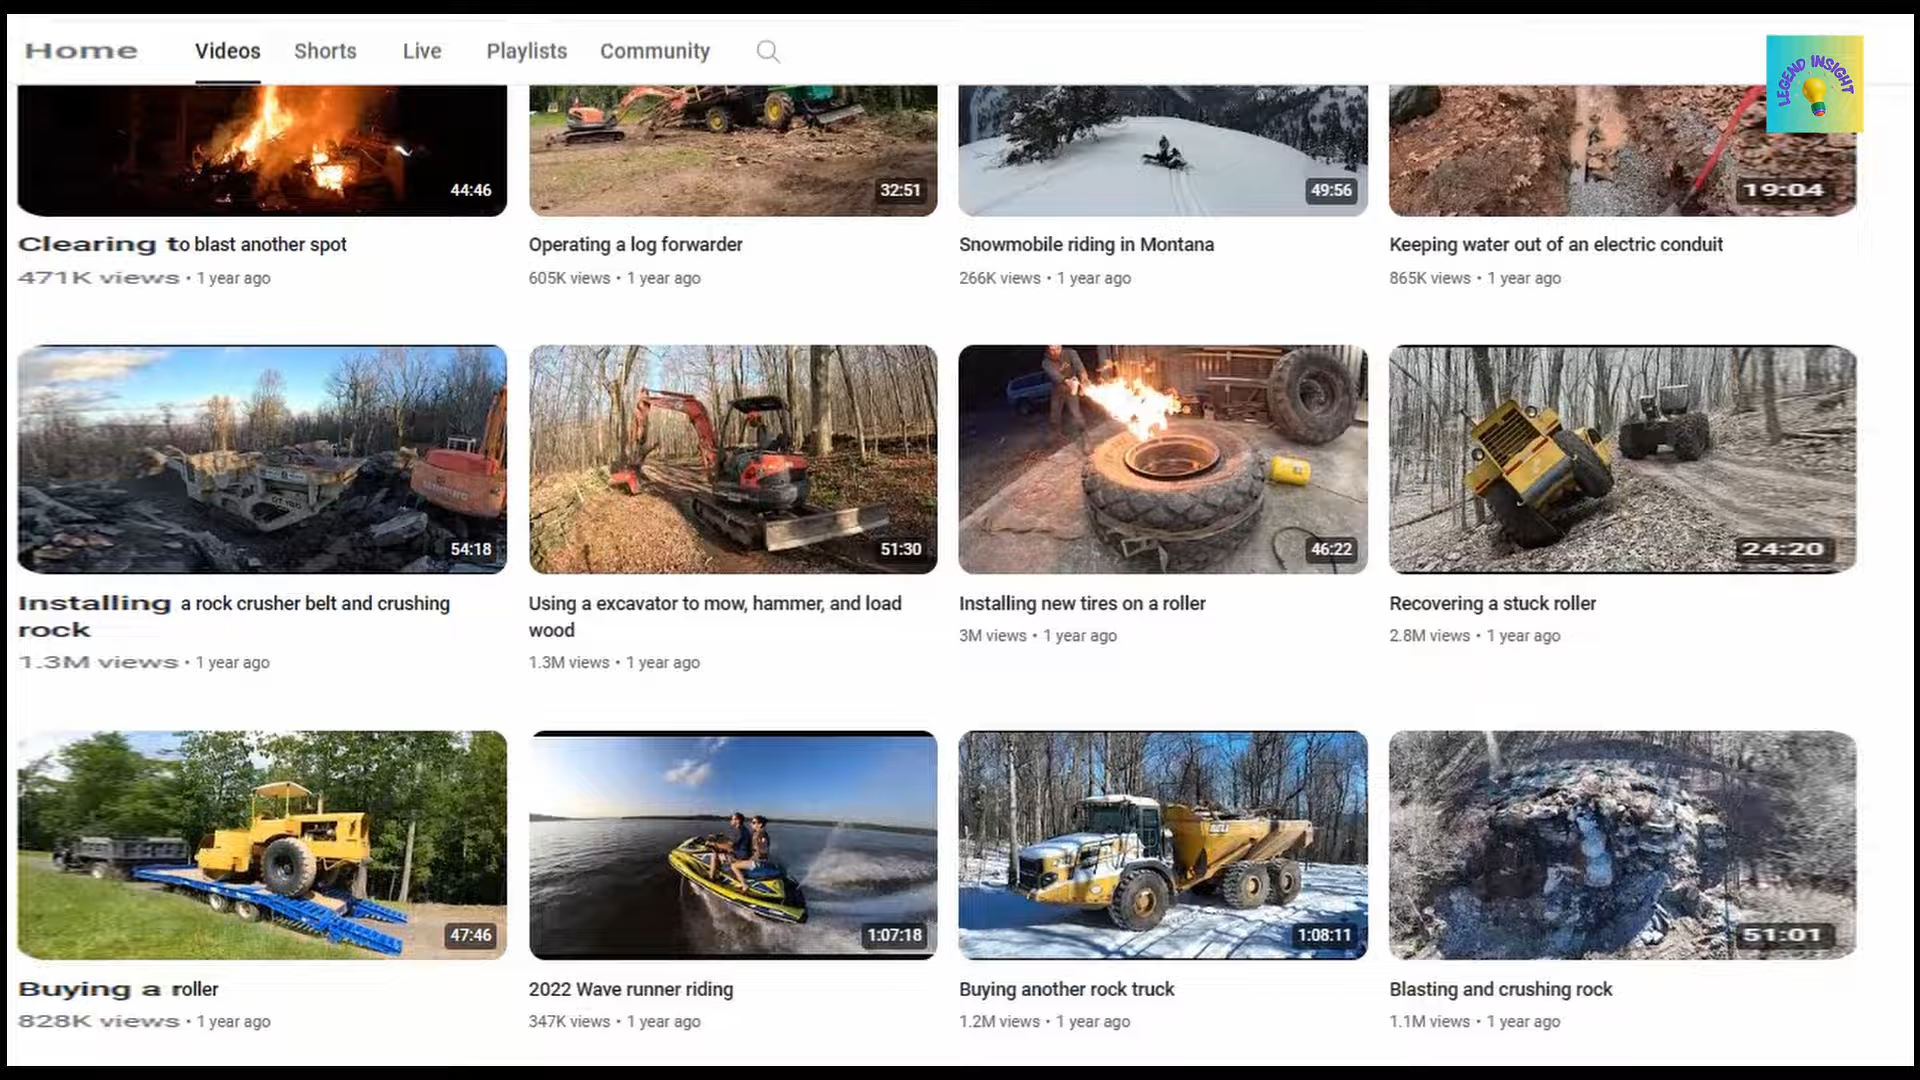 Home Videos Shorts Live Playlists Community
LEGEND INSIGHT
44:46 32:51 49:56 19:04
Clearing to blast another spot
471K views • 1 year ago
Operating a log forwarder
605K views • 1 year ago
Snowmobile riding in Montana
266K views • 1 year ago
Keeping water out of an electric conduit
865K views • 1 year ago
54:18 51:30 46:22 24:20
Installing a rock crusher belt and crushing
rock
1.3M views • 1 year ago
Using a excavator to mow, hammer, and load
wood
1.3M views • 1 year ago
Installing new tires on a roller
3M views • 1 year ago
Recovering a stuck roller
2.8M views • 1 year ago
47:46 1:07:18 1:08:11 51:01
Buying a roller
828K views • 1 year ago
2022 Wave runner riding
347K views • 1 year ago
Buying another rock truck
1.2M views • 1 year ago
Blasting and crushing rock
1.1M views • 1 year ago